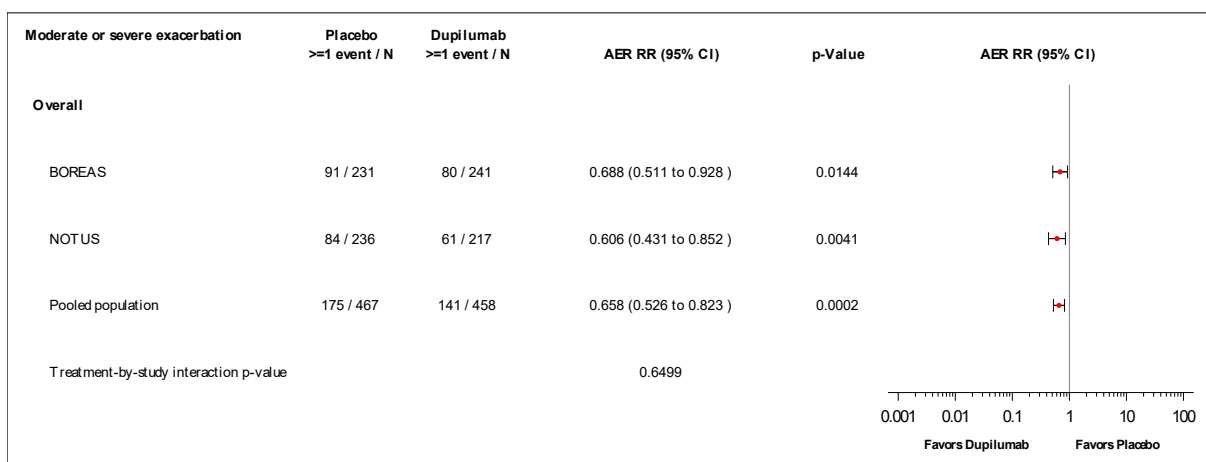 Moderate or severe exacerbation Placebo Dupilumab
>=1 event / N >=1 event / N AER RR (95% CI) p-Value AER RR (95% CI)
Overall
BOREAS 91 / 231 80 / 241 0.688 (0.511 to 0.928 ) 0.0144
NOTUS 84 / 236 61 / 217 0.606 (0.431 to 0.852 ) 0.0041
Pooled population 175 / 467 141 / 458 0.658 (0.526 to 0.823 ) 0.0002
Treatment-by-study interaction p-value 0.6499
0.001 0.01 0.1 1 10 100
Favors Dupilumab Favors Placebo